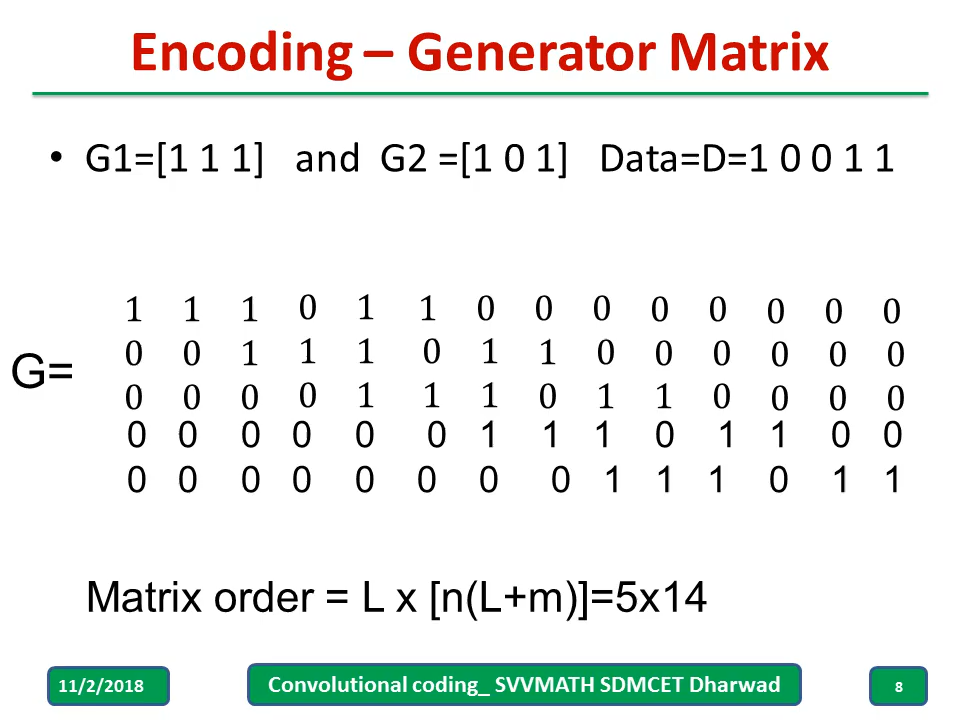 Encoding – Generator Matrix
• G1=[1 1 1] and G2 =[1 0 1] Data=D=1 0 0 1 1
1 1 1 0 1 1 0 0 0 0 0 0 0 0
0 0 1 1 1 0 1 1 0 0 0 0 0 0
G=
0 0 0 0 1 1 1 0 1 1 0 0 0 0
0 0 0 0 0 0 1 1 1 0 1 1 0 0
0 0 0 0 0 0 0 0 1 1 1 0 1 1
Matrix order = L x [n(L+m)]=5x14
11/2/2018
Convolutional coding_ SVVMATH SDMCET Dharwad
8